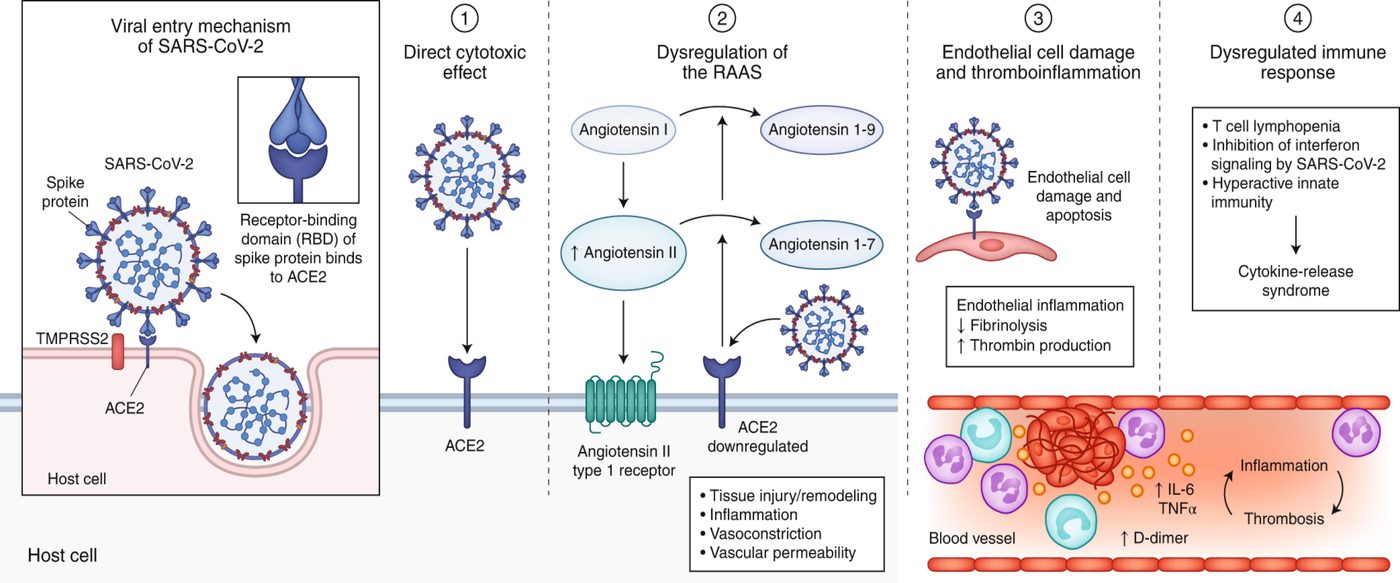 Viral entry mechanism
of SARS-CoV-2
SARS-CoV-2
Spike
protein
Receptor-binding
domain (RBD) of
spike protein binds
to ACE2
TMPRSS2
ACE2
Host cell
Host cell
1
Direct cytotoxic
effect
ACE2
2
Dysregulation of
the RAAS
Angiotensin I
Angiotensin 1-9
↑ Angiotensin II
Angiotensin 1-7
Angiotensin II
type 1 receptor
ACE2
downregulated
• Tissue injury/remodeling
• Inflammation
• Vasoconstriction
• Vascular permeability
3
Endothelial cell damage
and thromboinflammation
Endothelial cell
damage and
apoptosis
Endothelial inflammation
↓ Fibrinolysis
↑ Thrombin production
4
Dysregulated immune
response
• T cell lymphopenia
• Inhibition of interferon
signaling by SARS-CoV-2
• Hyperactive innate
immunity
Cytokine-release
syndrome
Blood vessel
↑ IL-6
TNFα
↑ D-dimer
Inflammation
Thrombosis